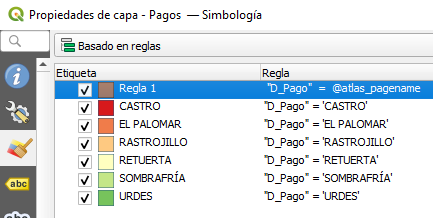 Propiedades de capa - Pagos — Simbología
Basado en reglas
Etiqueta Regla
Regla 1 "D_Pago" = @atlas_pagename
CASTRO "D_Pago" = 'CASTRO'
EL PALOMAR "D_Pago" = 'EL PALOMAR'
RASTROJILLO "D_Pago" = 'RASTROJILLO'
RETUERTA "D_Pago" = 'RETUERTA'
abc SOMBRAFRÍA "D_Pago" = 'SOMBRAFRÍA'
URDES "D_Pago" = 'URDES'
abc